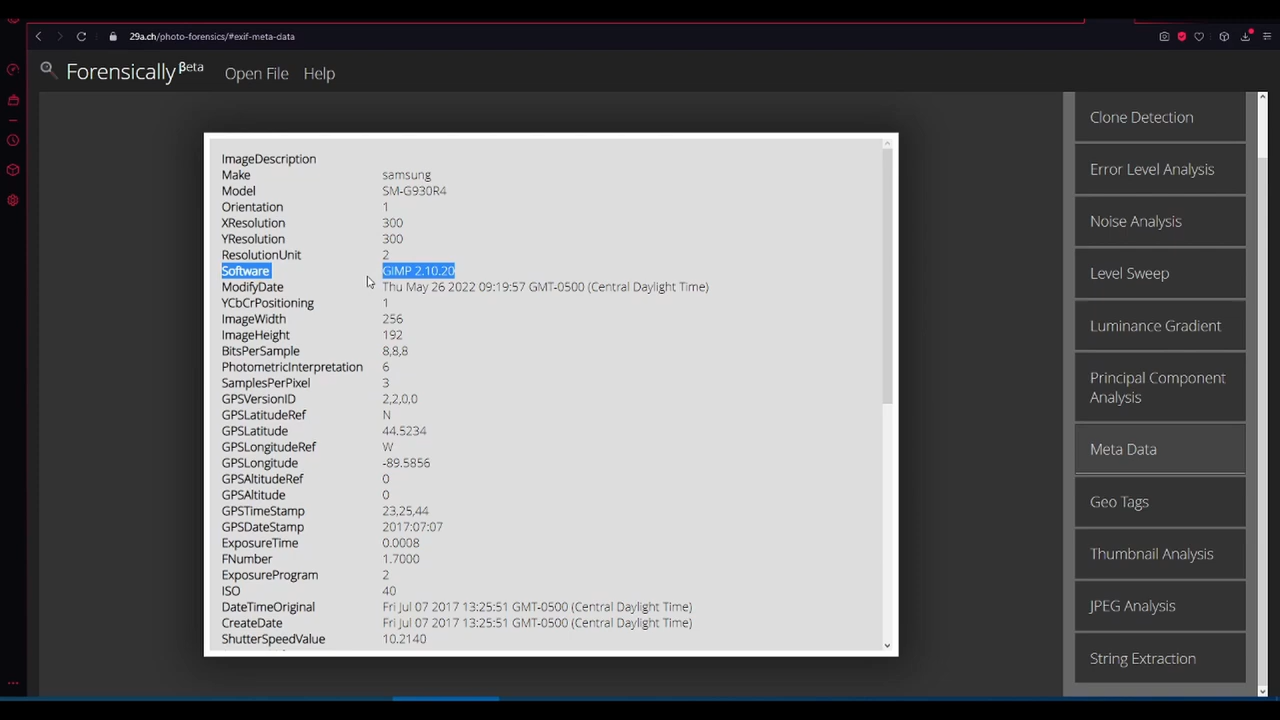 29a.ch/photo-forensics/#exif-meta-data
Forensically βeta Open File Help
ImageDescription
Make samsung
Model SM-G930R4
Orientation 1
XResolution 300
YResolution 300
ResolutionUnit 2
Software GIMP 2.10.20
ModifyDate Thu May 26 2022 09:19:57 GMT-0500 (Central Daylight Time)
YCbCrPositioning 1
ImageWidth 256
ImageHeight 192
BitsPerSample 8,8,8
PhotometricInterpretation 6
SamplesPerPixel 3
GPSVersionID 2,2,0,0
GPSLatitudeRef N
GPSLatitude 44.5234
GPSLongitudeRef W
GPSLongitude -89.5856
GPSAltitudeRef 0
GPSAltitude 0
GPSTimeStamp 23,25,44
GPSDateStamp 2017:07:07
ExposureTime 0.0008
FNumber 1.7000
ExposureProgram 2
ISO 40
DateTimeOriginal Fri Jul 07 2017 13:25:51 GMT-0500 (Central Daylight Time)
CreateDate Fri Jul 07 2017 13:25:51 GMT-0500 (Central Daylight Time)
ShutterSpeedValue 10.2140
Clone Detection
Error Level Analysis
Noise Analysis
Level Sweep
Luminance Gradient
Principal Component
Analysis
Meta Data
Geo Tags
Thumbnail Analysis
JPEG Analysis
String Extraction